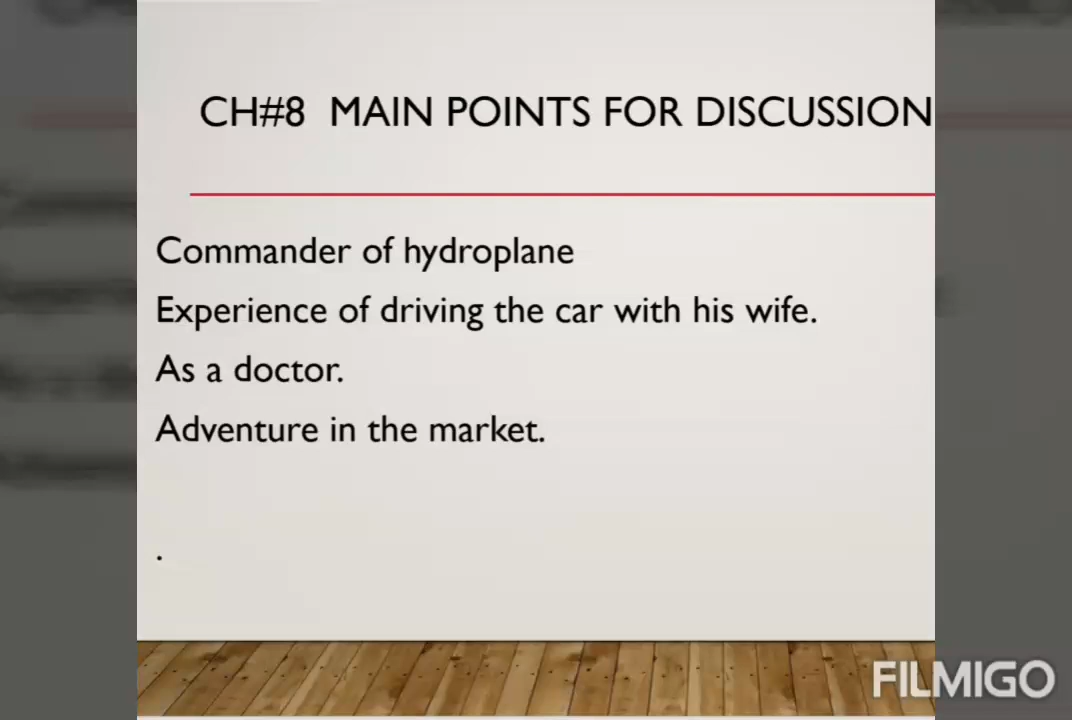 CH#8 MAIN POINTS FOR DISCUSSION
Commander of hydroplane
Experience of driving the car with his wife.
As a doctor.
Adventure in the market.
.
FILMIGO